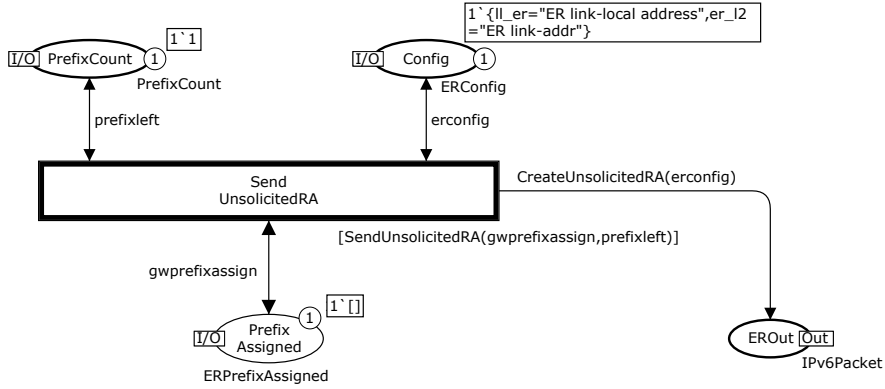 1`{ll_er="ER link-local address",er_l2
="ER link-addr"}
1`1
I/O PrefixCount 1
PrefixCount
I/O Config 1
ERConfig
prefixleft
erconfig
Send
UnsolicitedRA
CreateUnsolicitedRA(erconfig)
[SendUnsolicitedRA(gwprefixassign,prefixleft)]
gwprefixassign
1`[]
1
I/O Prefix
Assigned
ERPrefixAssigned
EROut Out
IPv6Packet